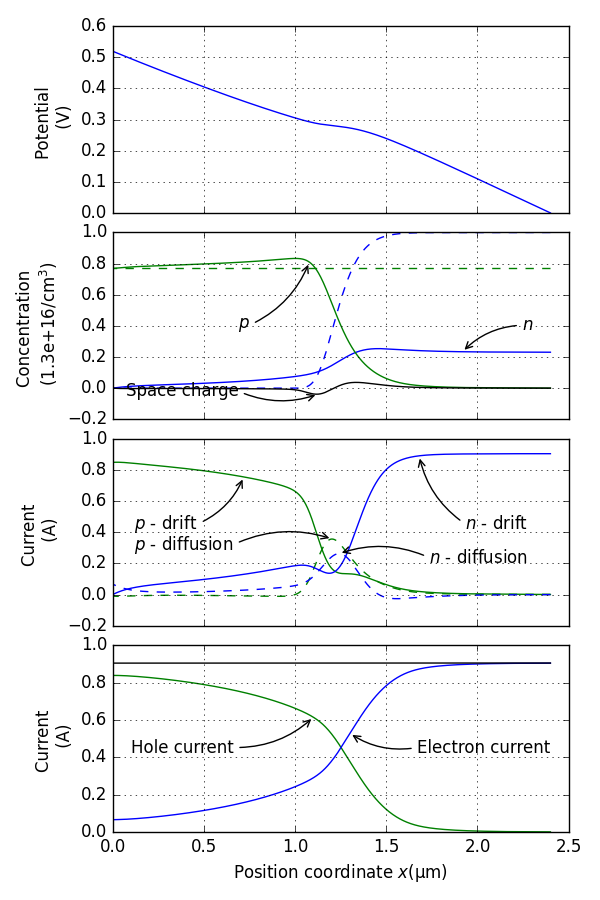 0.6
0.5
0.4
0.3
0.2
0.1
0.0
Potential
(V)
1.0
0.8
0.6
0.4
0.2
0.0
−0.2
Concentration
(1.3e+16/cm³)
p
n
Space charge
1.0
0.8
0.6
0.4
0.2
0.0
−0.2
Current
(A)
p - drift
p - diffusion
n - drift
n - diffusion
1.0
0.8
0.6
0.4
0.2
0.0
Current
(A)
Hole current
Electron current
0.0 0.5 1.0 1.5 2.0 2.5
Position coordinate x(μm)